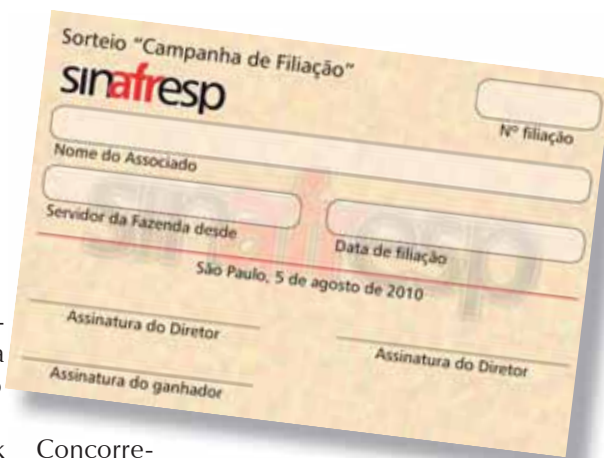 Sorteio "Campanha de Filiação"
sinafresp
Nº filiação
Nome do Associado
Servidor da Fazenda desde
Data de filiação
São Paulo, 5 de agosto de 2010
Assinatura do Diretor
Assinatura do Diretor
Assinatura do ganhador
Concorre-